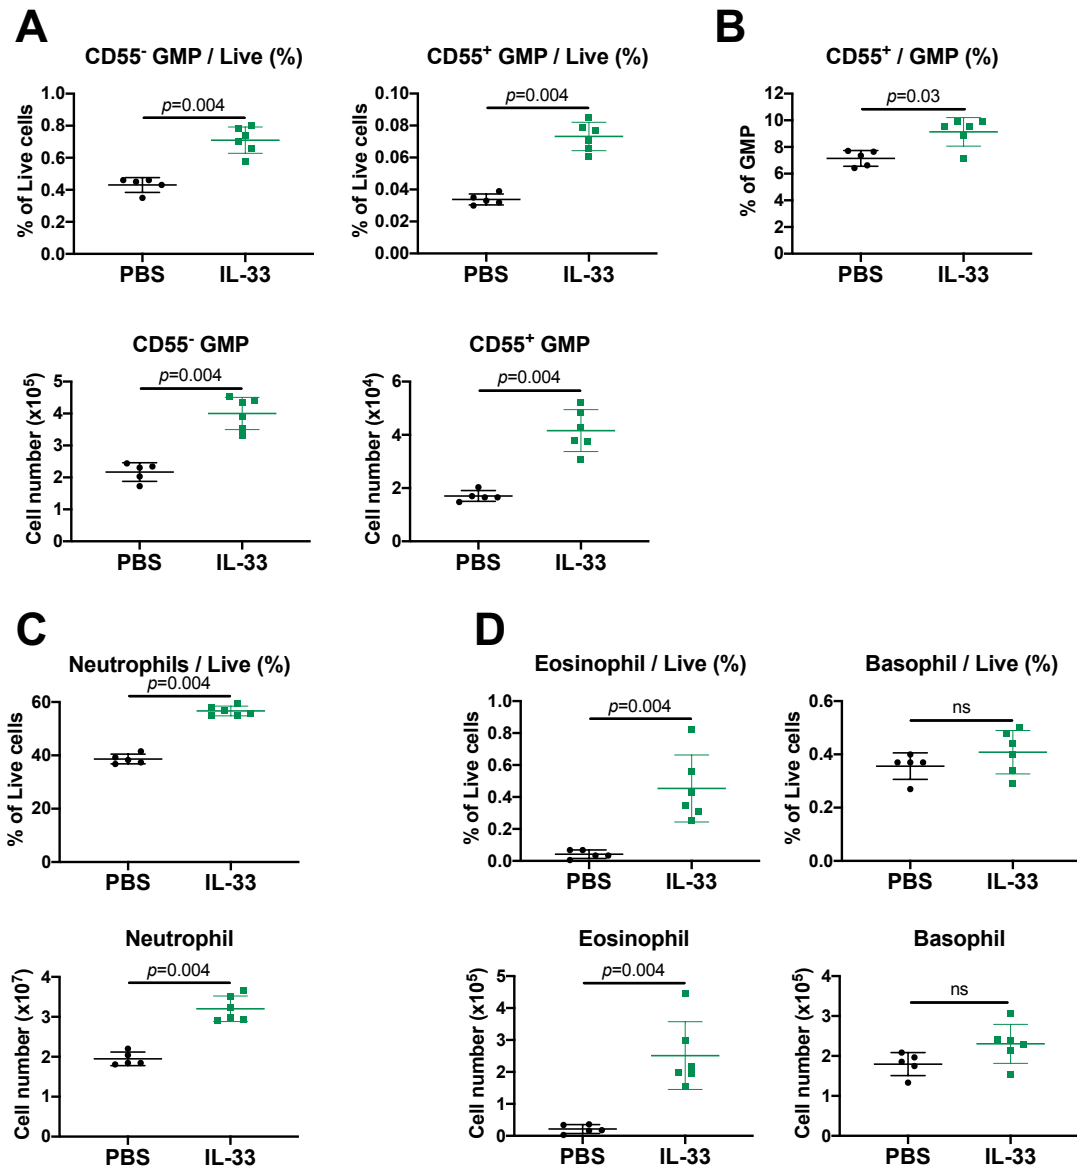 A
CD55⁻ GMP / Live (%)
% of Live cells
1.0
0.8
0.6
0.4
0.2
0.0
p=0.004
PBS IL-33
CD55⁺ GMP / Live (%)
% of Live cells
0.10
0.08
0.06
0.04
0.02
0.00
p=0.004
PBS IL-33
B
CD55⁺ / GMP (%)
% of GMP
12
10
8
6
4
2
0
p=0.03
PBS IL-33
CD55⁻ GMP
Cell number (x10⁵)
5
4
3
2
1
0
p=0.004
PBS IL-33
CD55⁺ GMP
Cell number (x10⁴)
6
4
2
0
p=0.004
PBS IL-33
C
Neutrophils / Live (%)
% of Live cells
60
40
20
0
p=0.004
PBS IL-33
Neutrophil
Cell number (x10⁷)
4
3
2
1
0
p=0.004
PBS IL-33
D
Eosinophil / Live (%)
% of Live cells
1.0
0.8
0.6
0.4
0.2
0.0
p=0.004
PBS IL-33
Basophil / Live (%)
% of Live cells
0.6
0.4
0.2
0.0
ns
PBS IL-33
Eosinophil
Cell number (x10⁵)
5
4
3
2
1
0
p=0.004
PBS IL-33
Basophil
Cell number (x10⁵)
4
3
2
1
0
ns
PBS IL-33